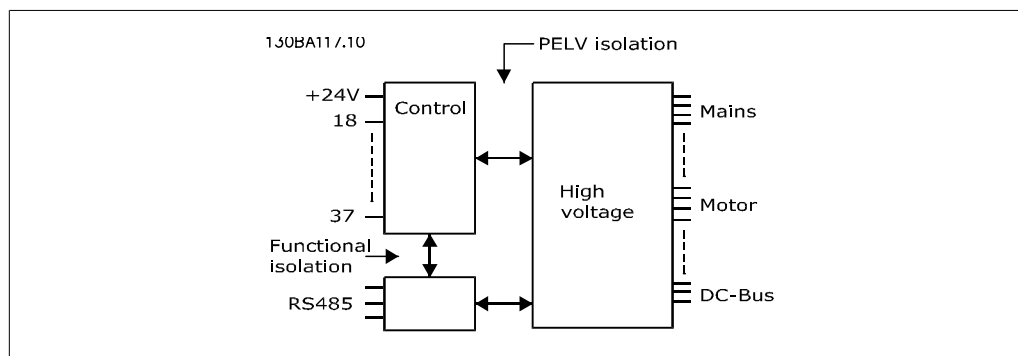 130BA117.10
PELV isolation
+24V
Control
18
Mains
High
voltage
37
Motor
Functional
isolation
RS485
DC-Bus